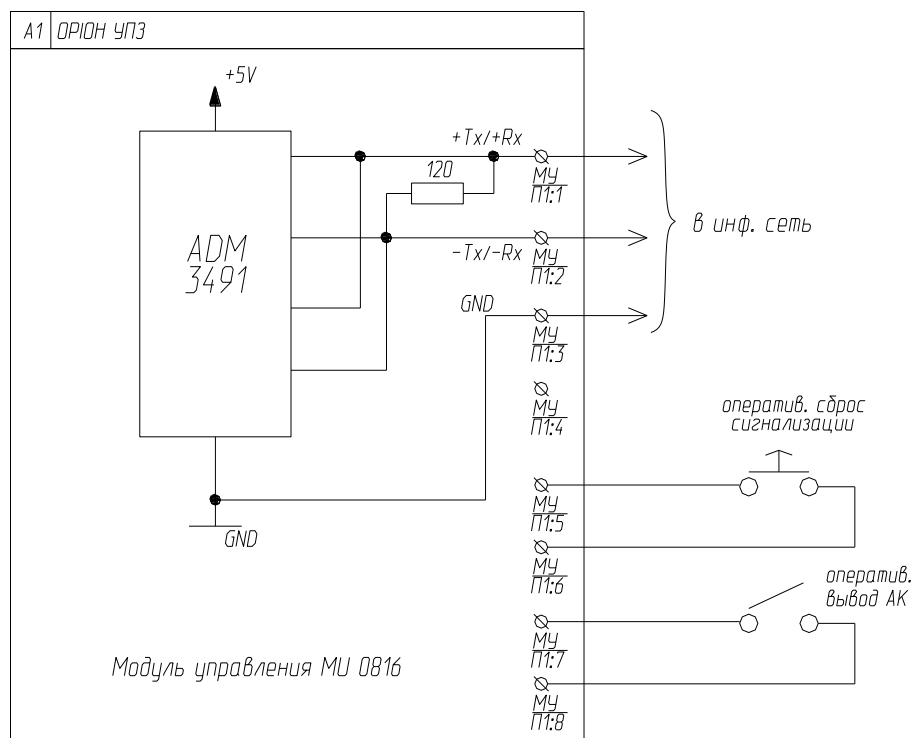 А1 ОРІОН УПЗ
+5V
+Tx/+Rx
120
МУ
П1:1
ADM
3491
-Tx/-Rx
МУ
П1:2
в инф. сеть
GND
МУ
П1:3
МУ
П1:4
оператив. сброс
сигнализации
МУ
П1:5
GND
МУ
П1:6
оператив.
вывод АК
МУ
П1:7
Модуль управления MU 0816
МУ
П1:8